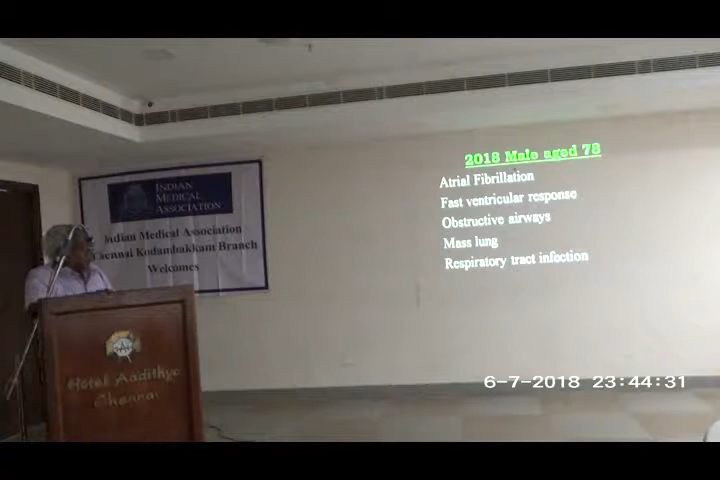 2018 Male aged 78
Atrial Fibrillation
Fast ventricular response
Obstructive airways
Mass lung
Respiratory tract infection
INDIAN
MEDICAL
ASSOCIATION
Indian Medical Association
Chennai Kodambakkam Branch
Welcomes
Hotel Aadithya
Chennai
6-7-2018 23:44:31